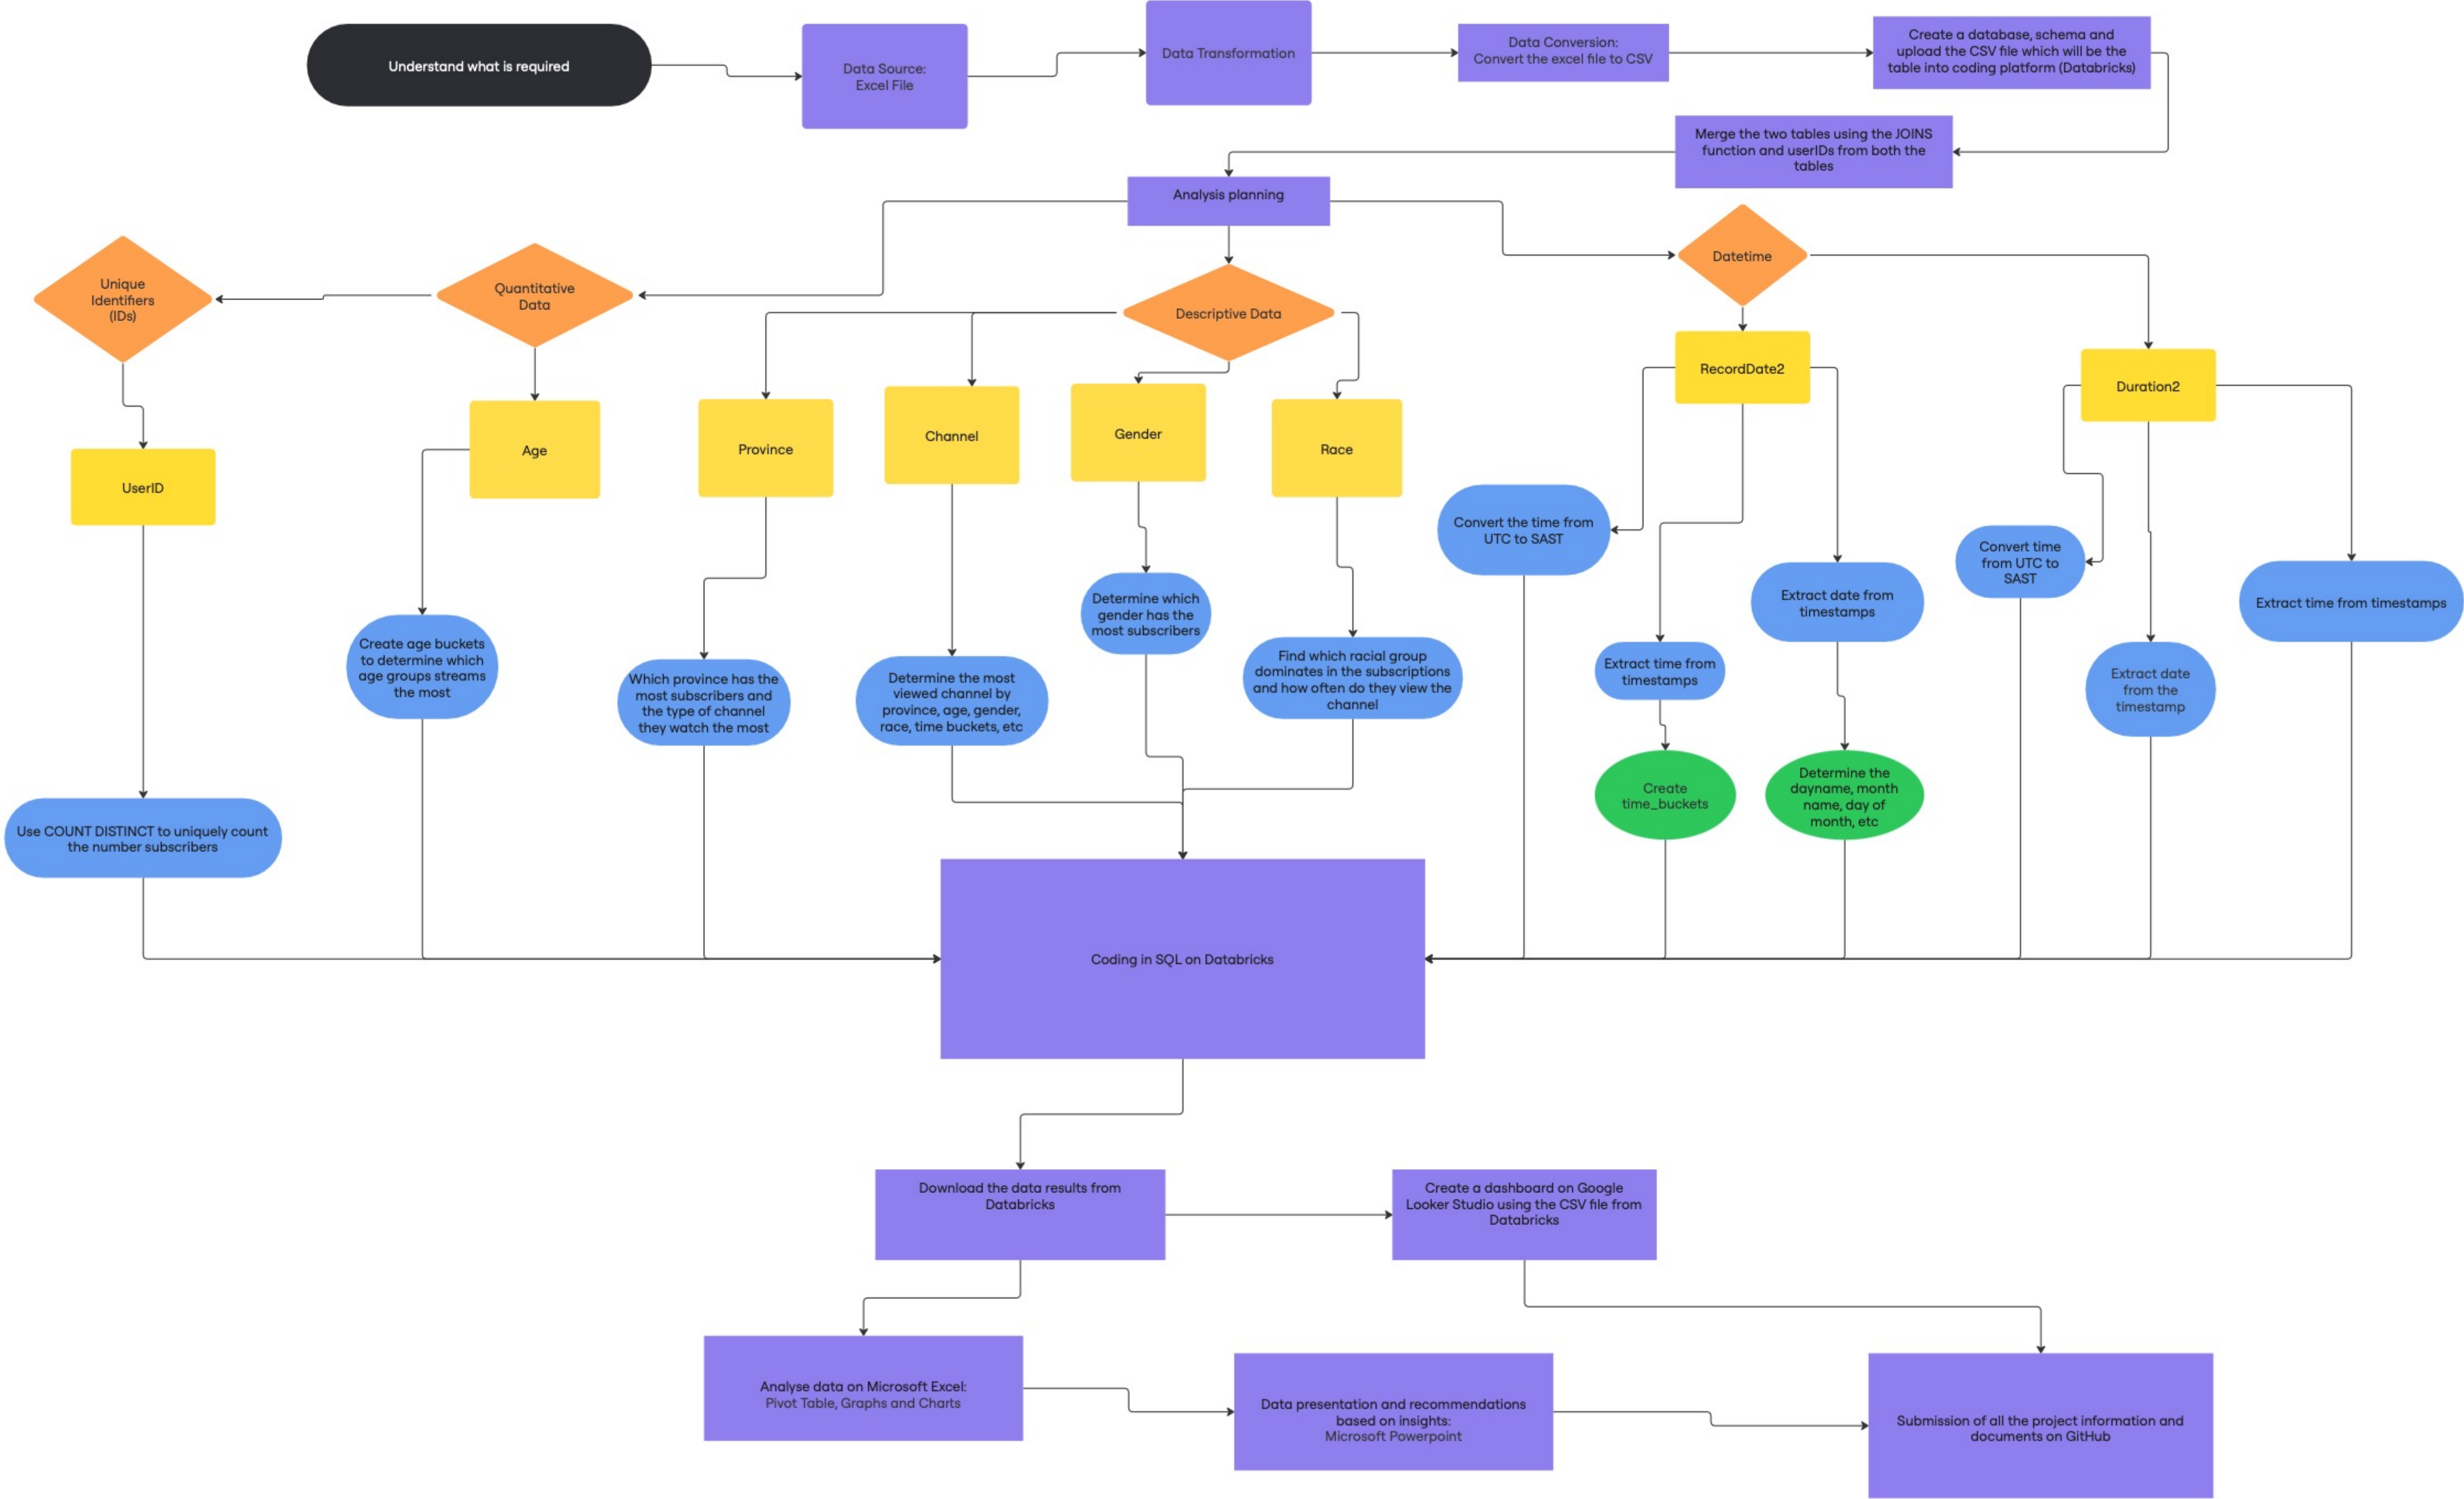 Understand what is required
Data Source:
Excel File
Data Transformation
Data Conversion:
Convert the excel file to CSV
Create a database, schema and
upload the CSV file which will be the
table into coding platform (Databricks)
Merge the two tables using the JOINS
function and userIDs from both the
tables
Analysis planning
Unique
Identifiers
(IDs)
Quantitative
Data
Descriptive Data
Datetime
UserID
Age
Province
Channel
Gender
Race
RecordDate2
Duration2
Use COUNT DISTINCT to uniquely count
the number subscribers
Create age buckets
to determine which
age groups streams
the most
Which province has the
most subscribers and
the type of channel
they watch the most
Determine the most
viewed channel by
province, age, gender,
race, time buckets, etc
Determine which
gender has the
most subscribers
Find which racial group
dominates in the subscriptions
and how often do they view the
channel
Convert the time from
UTC to SAST
Extract time from
timestamps
Extract date from
timestamps
Convert time
from UTC to
SAST
Extract date
from the
timestamp
Extract time from timestamps
Create
time_buckets
Determine the
dayname, month
name, day of
month, etc
Coding in SQL on Databricks
Download the data results from
Databricks
Create a dashboard on Google
Looker Studio using the CSV file from
Databricks
Analyse data on Microsoft Excel:
Pivot Table, Graphs and Charts
Data presentation and recommendations
based on insights:
Microsoft Powerpoint
Submission of all the project information and
documents on GitHub